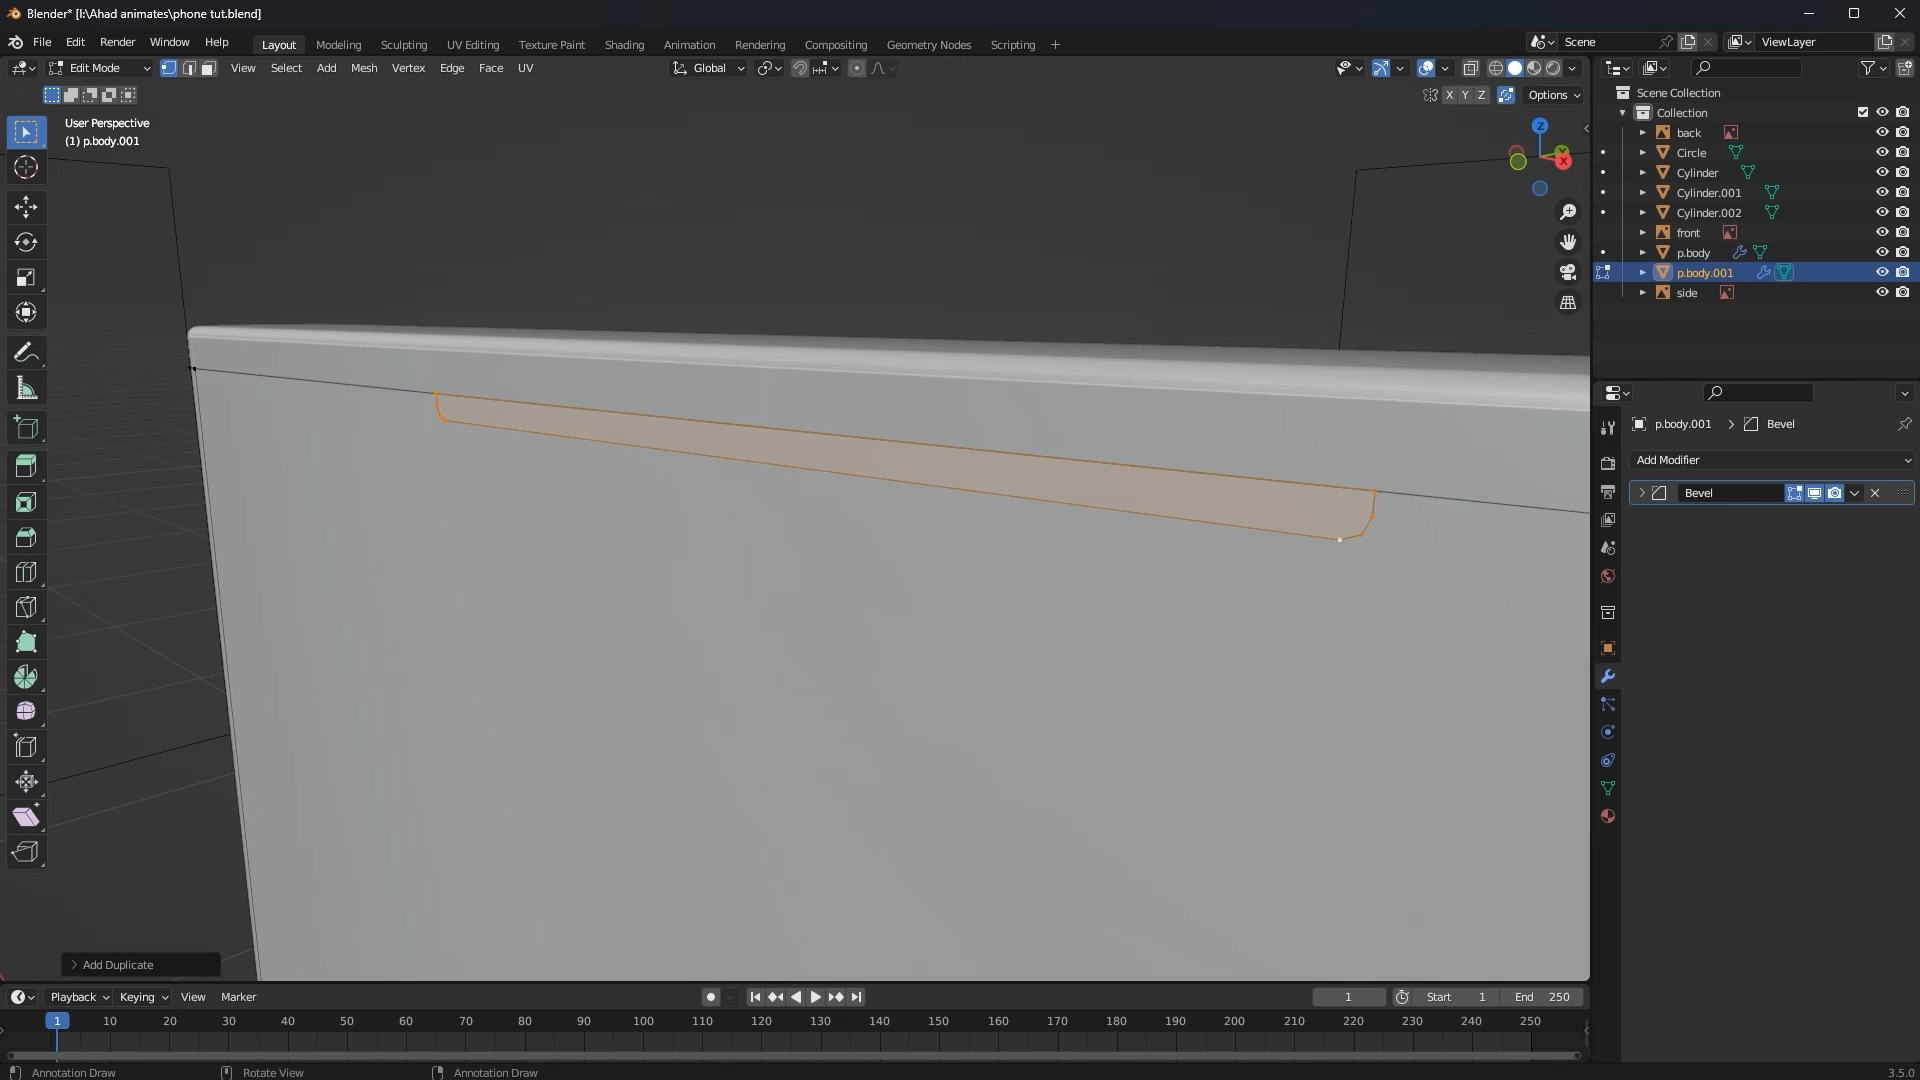 Blender* [I:\Ahad animates\phone tut.blend]
File Edit Render Window Help
Layout Modeling Sculpting UV Editing Texture Paint Shading Animation Rendering Compositing Geometry Nodes Scripting +
Scene
ViewLayer
Edit Mode View Select Add Mesh Vertex Edge Face UV
Global
X Y Z Options
User Perspective
(1) p.body.001
Z
Y
X
Scene Collection
Collection
back
Circle
Cylinder
Cylinder.001
Cylinder.002
front
p.body
p.body.001
side
p.body.001 > Bevel
Add Modifier
Bevel
Add Duplicate
Playback Keying View Marker
1 Start 1 End 250
1 10 20 30 40 50 60 70 80 90 100 110 120 130 140 150 160 170 180 190 200 210 220 230 240 250
Annotation Draw Rotate View Annotation Draw
3.5.0